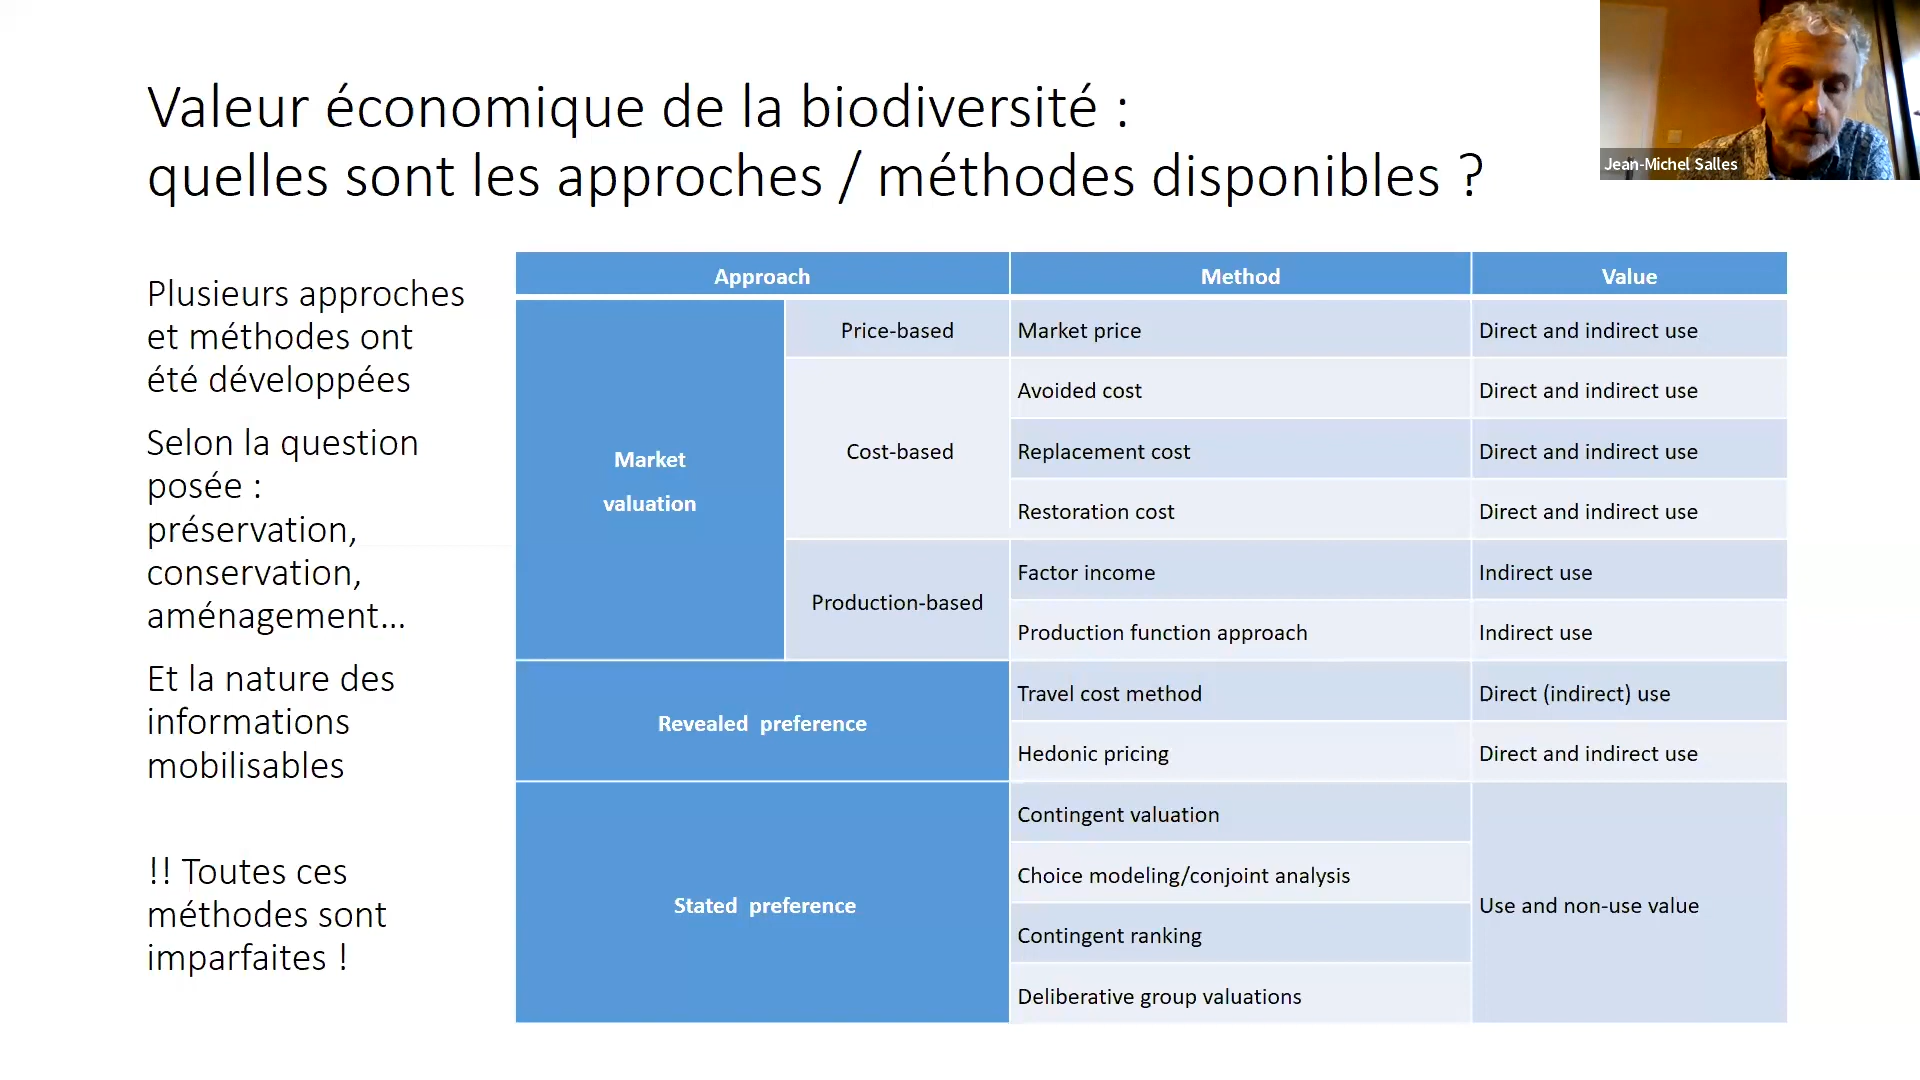 Valeur économique de la biodiversité :
quelles sont les approches / méthodes disponibles ?
Jean-Michel Salles
Plusieurs approches
et méthodes ont
été développées
Selon la question
posée :
préservation,
conservation,
aménagement...
Et la nature des
informations
mobilisables
!! Toutes ces
méthodes sont
imparfaites !
Approach Method Value
Market
valuation
Price-based Market price Direct and indirect use
Cost-based
Avoided cost Direct and indirect use
Replacement cost Direct and indirect use
Restoration cost Direct and indirect use
Production-based
Factor income Indirect use
Production function approach Indirect use
Revealed preference
Travel cost method Direct (indirect) use
Hedonic pricing Direct and indirect use
Stated preference
Contingent valuation
Choice modeling/conjoint analysis
Contingent ranking
Deliberative group valuations
Use and non-use value